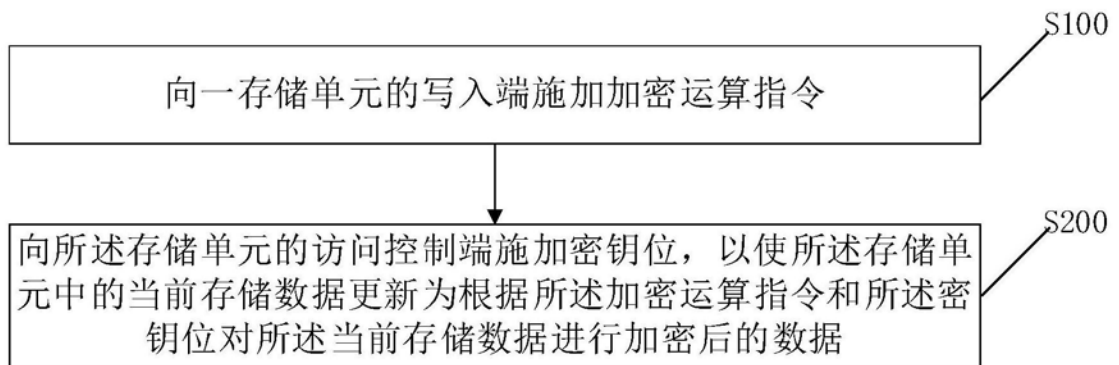 S100
向一存储单元的写入端施加加密运算指令
S200
向所述存储单元的访问控制端施加密钥位，以使所述存储单
元中的当前存储数据更新为根据所述加密运算指令和所述密
钥位对所述当前存储数据进行加密后的数据